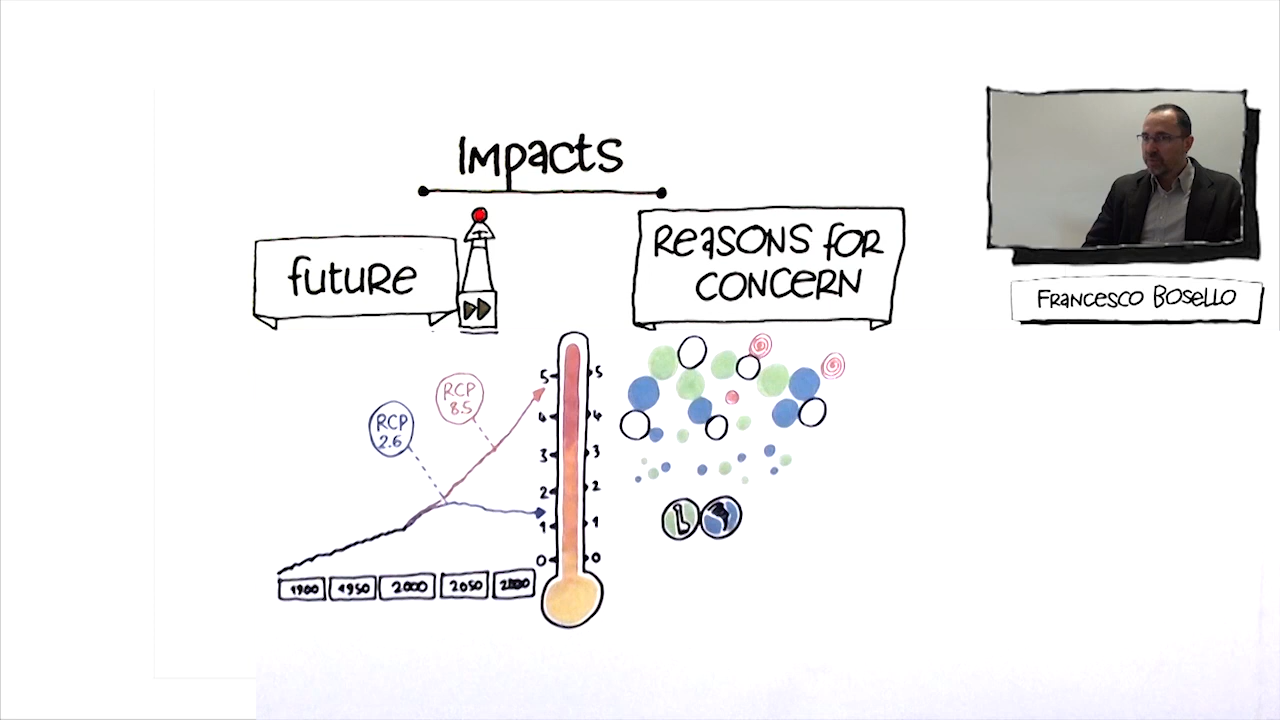 Impacts
future
Reasons for
concern
Francesco Bosello
RCP
8.5
RCP
2.6
5
4
3
2
1
0
5
4
3
2
1
0
1900
1950
2000
2050
2100